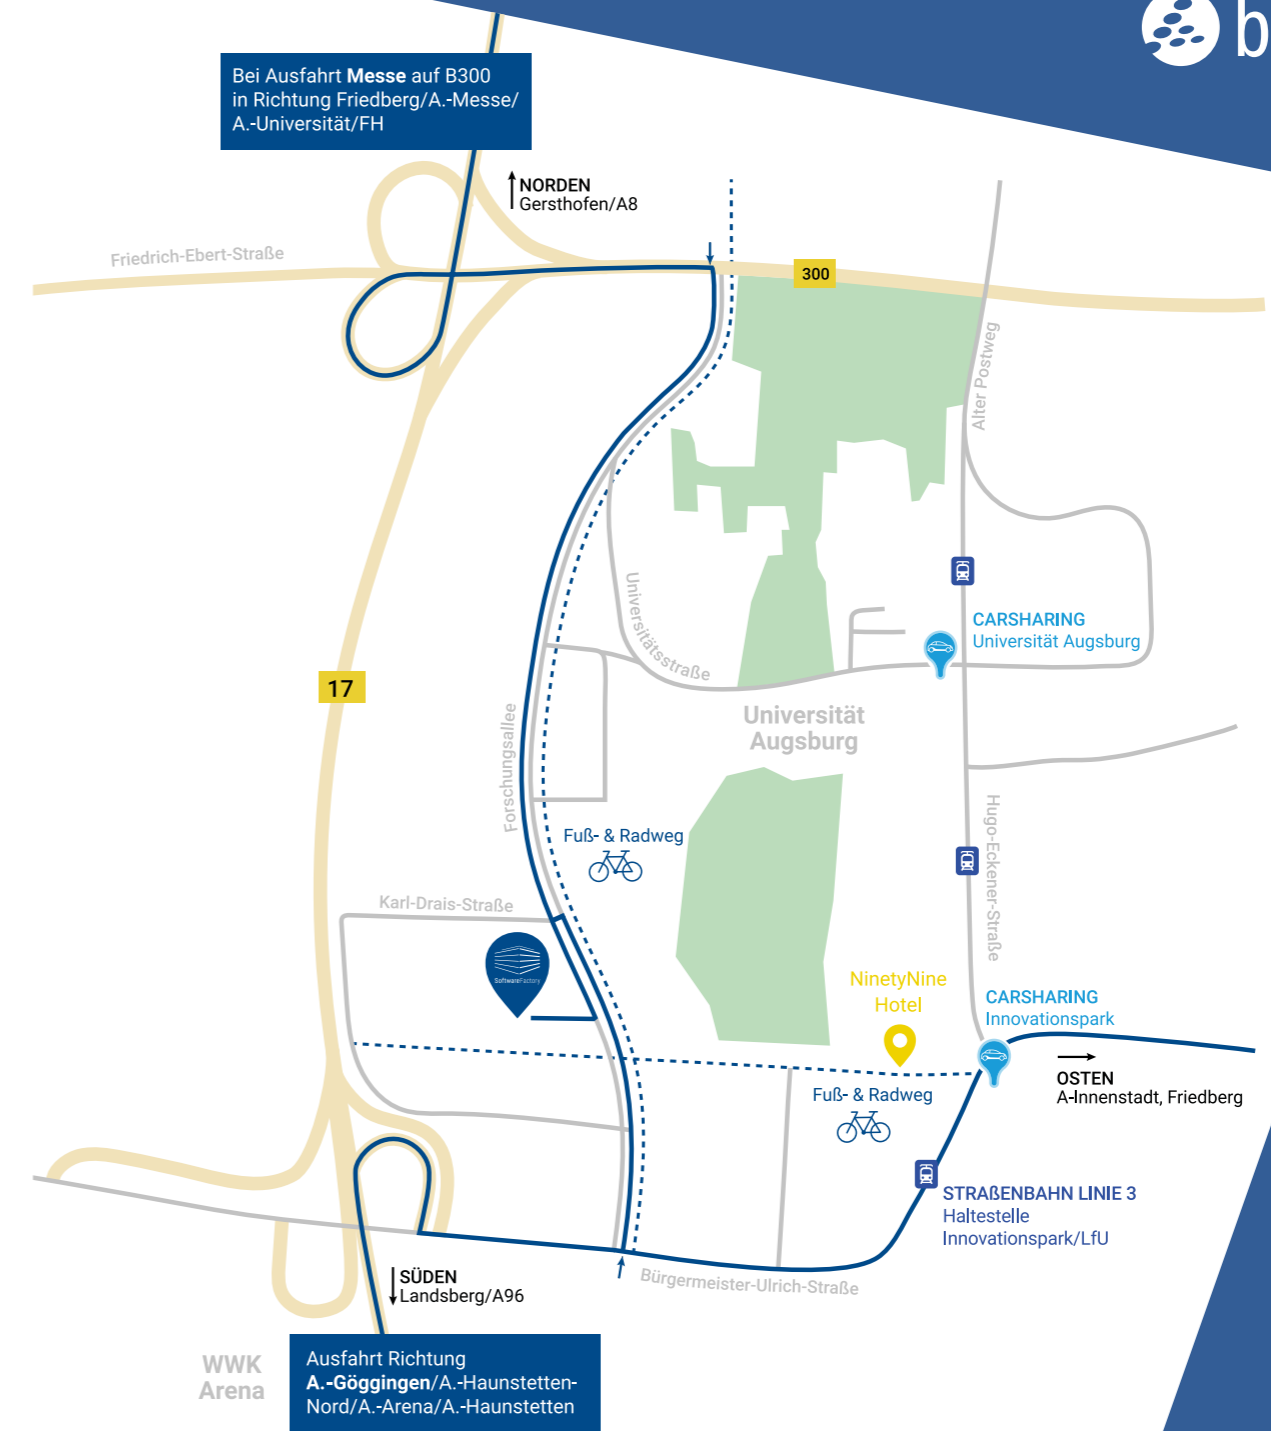 b
Bei Ausfahrt Messe auf B300
in Richtung Friedberg/A.-Messe/
A.-Universität/FH
NORDEN
Gersthofen/A8
Friedrich-Ebert-Straße
300
Alter Postweg
Universitätsstraße
CARSHARING
Universität Augsburg
17
Universität
Augsburg
Forschungsallee
Hugo-Eckener-Straße
Fuß- & Radweg
Karl-Drais-Straße
SoftwareFactory
NinetyNine
Hotel
CARSHARING
Innovationspark
OSTEN
A-Innenstadt, Friedberg
Fuß- & Radweg
STRAßENBAHN LINIE 3
Haltestelle
Innovationspark/LfU
SÜDEN
Landsberg/A96
Bürgermeister-Ulrich-Straße
WWK
Arena
Ausfahrt Richtung
A.-Göggingen/A.-Haunstetten-
Nord/A.-Arena/A.-Haunstetten